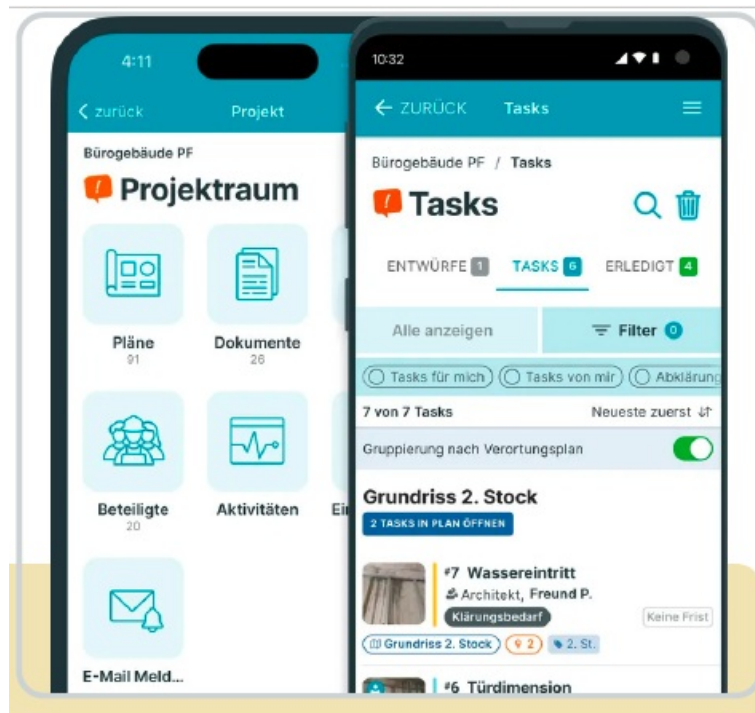 4:11
zurück Projekt
Bürogebäude PF
Projektraum
Pläne
91
Dokumente
26
Beteiligte
20
Aktivitäten
Ei
E-Mail Meld...
10:32
ZURÜCK Tasks
Bürogebäude PF / Tasks
Tasks
ENTWÜRFE 1 TASKS 6 ERLEDIGT 4
Alle anzeigen Filter 0
Tasks für mich Tasks von mir Abklärung
7 von 7 Tasks Neueste zuerst
Gruppierung nach Verortungsplan
Grundriss 2. Stock
2 TASKS IN PLAN ÖFFNEN
#7 Wassereintritt
Architekt, Freund P.
Klärungsbedarf Keine Frist
Grundriss 2. Stock 2 2. St.
#6 Türdimension